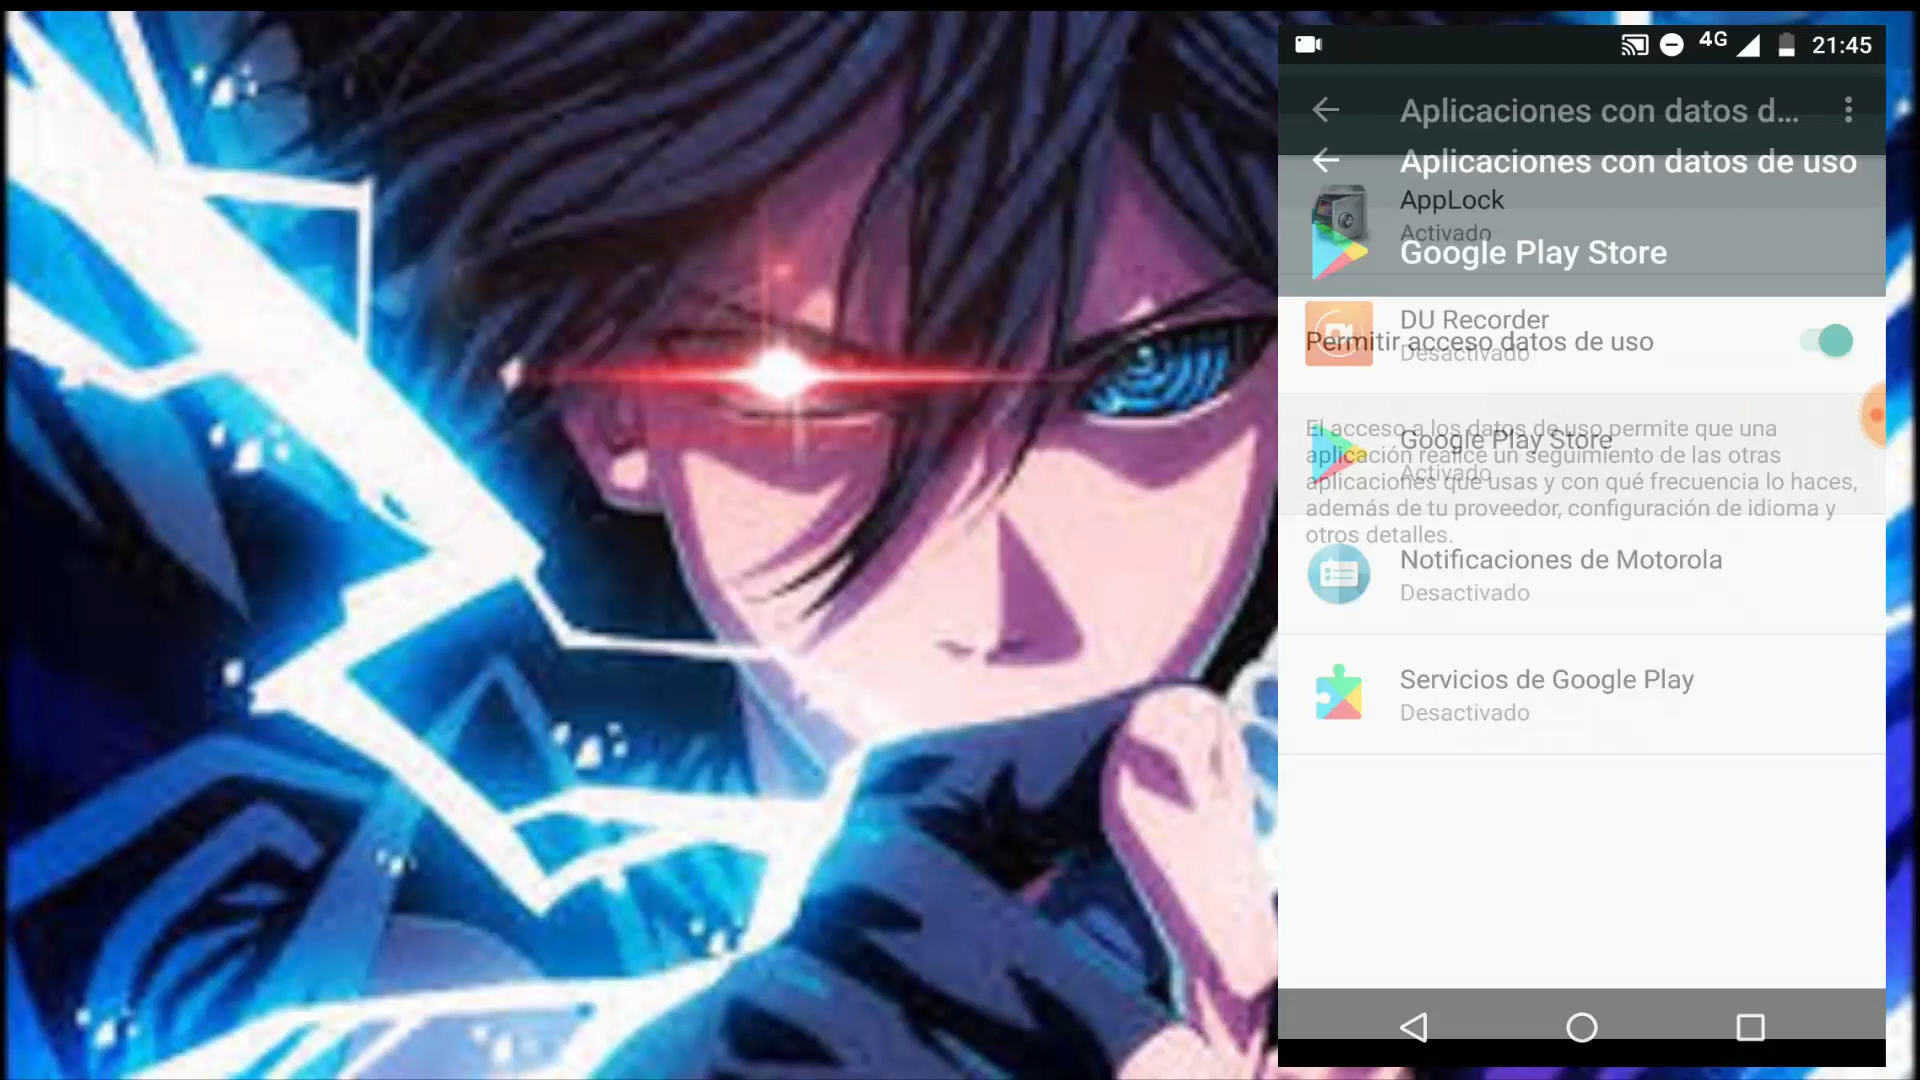 4G 21:45
Aplicaciones con datos d...
Aplicaciones con datos de uso
AppLock
Activado
Google Play Store
DU Recorder
Permitir acceso datos de uso
Desactivado
El acceso a los datos de uso permite que una
Google Play Store
aplicación realice un seguimiento de las otras
Activado
aplicaciones que usas y con qué frecuencia lo haces,
además de tu proveedor, configuración de idioma y
otros detalles.
Notificaciones de Motorola
Desactivado
Servicios de Google Play
Desactivado